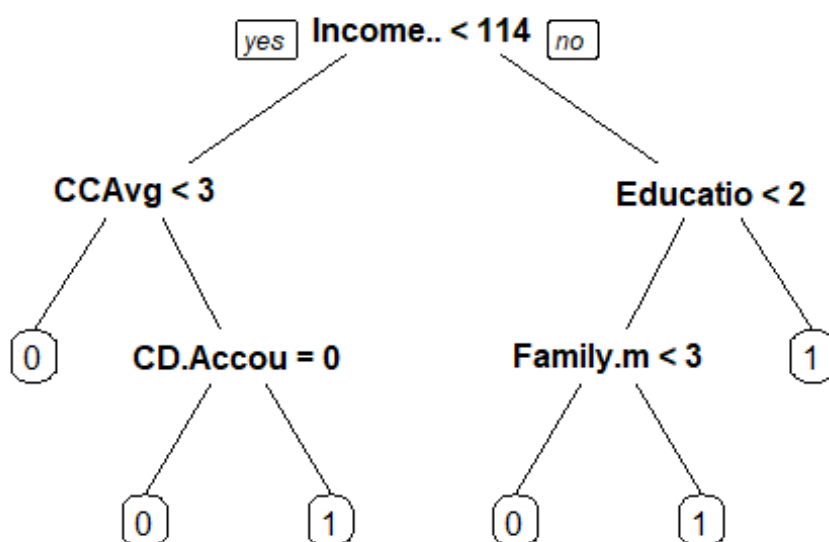 yes Income.. < 114 no
CCAvg < 3 Educatio < 2
0 CD.Accou = 0 Family.m < 3 1
0 1 0 1